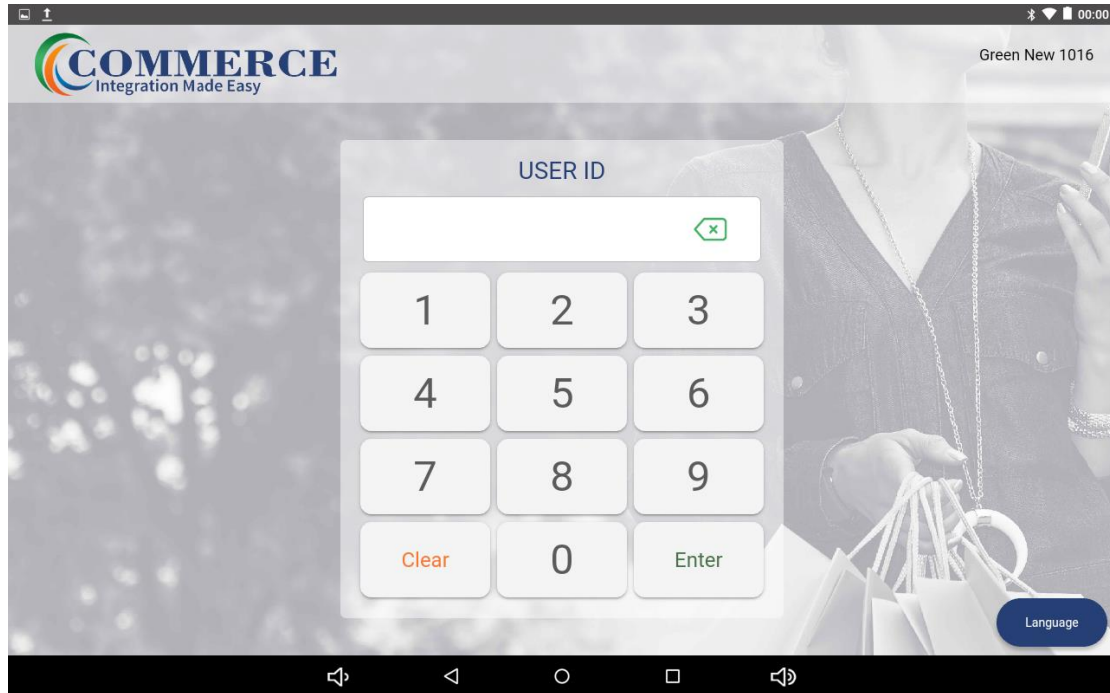 00:00
COMMERCE
Integration Made Easy
Green New 1016
USER ID
1 2 3
4 5 6
7 8 9
Clear 0 Enter
Language